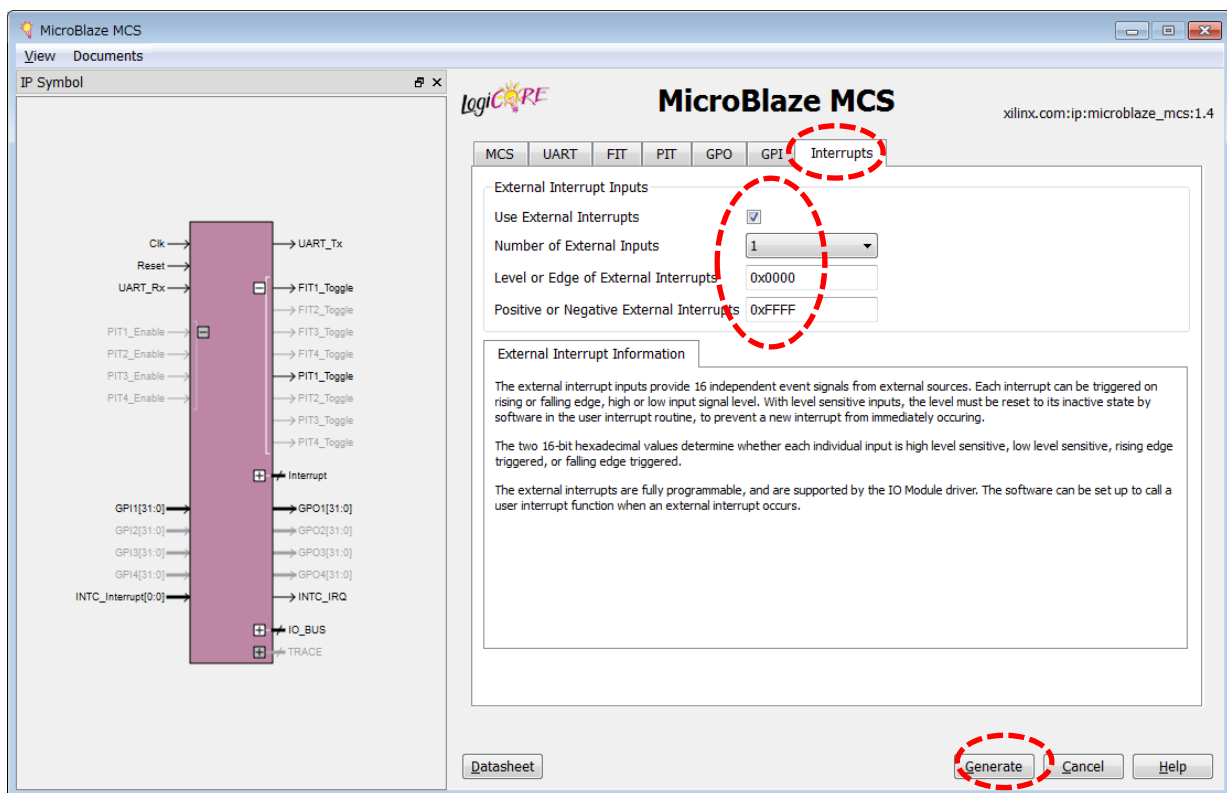 MicroBlaze MCS
View Documents
IP Symbol
Clk
Reset
UART_Rx
PIT1_Enable
PIT2_Enable
PIT3_Enable
PIT4_Enable
GPI1[31:0]
GPI2[31:0]
GPI3[31:0]
GPI4[31:0]
INTC_Interrupt[0:0]
UART_Tx
FIT1_Toggle
FIT2_Toggle
FIT3_Toggle
FIT4_Toggle
PIT1_Toggle
PIT2_Toggle
PIT3_Toggle
PIT4_Toggle
Interrupt
GPO1[31:0]
GPO2[31:0]
GPO3[31:0]
GPO4[31:0]
INTC_IRQ
IO_BUS
TRACE
LogiCORE
MicroBlaze MCS
xilinx.com:ip:microblaze_mcs:1.4
MCS UART FIT PIT GPO GPI Interrupts
External Interrupt Inputs
Use External Interrupts
Number of External Inputs 1
Level or Edge of External Interrupts 0x0000
Positive or Negative External Interrupts 0xFFFF
External Interrupt Information
The external interrupt inputs provide 16 independent event signals from external sources. Each interrupt can be triggered on
rising or falling edge, high or low input signal level. With level sensitive inputs, the level must be reset to its inactive state by
software in the user interrupt routine, to prevent a new interrupt from immediately occuring.
The two 16-bit hexadecimal values determine whether each individual input is high level sensitive, low level sensitive, rising edge
triggered, or falling edge triggered.
The external interrupts are fully programmable, and are supported by the IO Module driver. The software can be set up to call a
user interrupt function when an external interrupt occurs.
Datasheet Generate Cancel Help